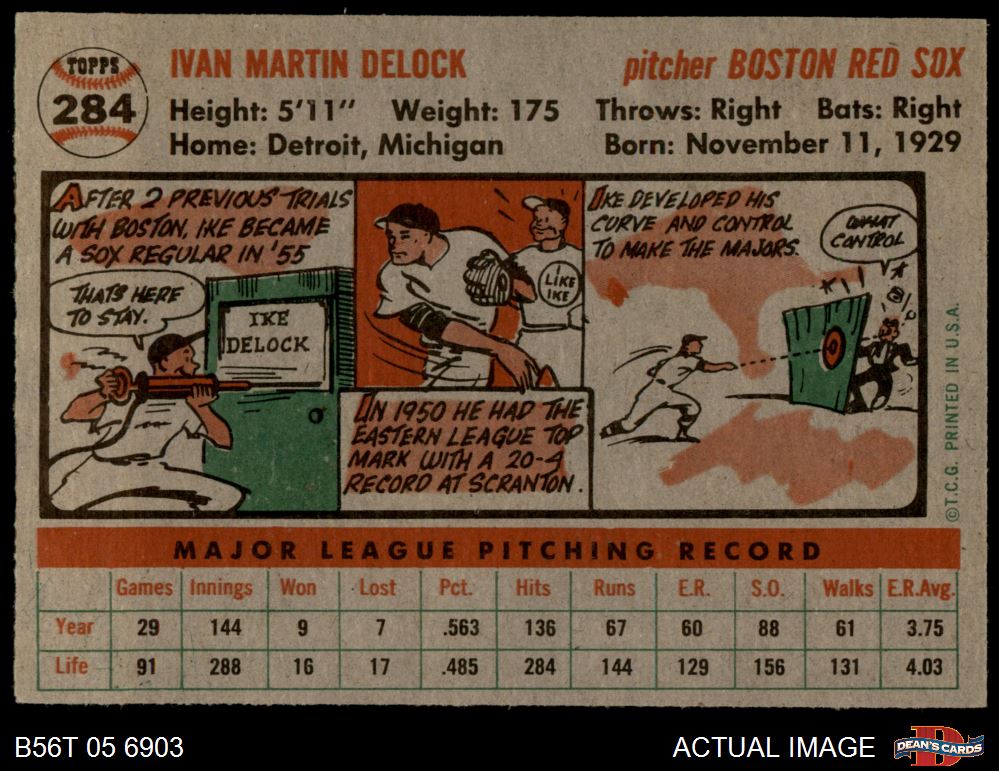 TOPPS
284
IVAN MARTIN DELOCK
pitcher BOSTON RED SOX
Height: 5'11" Weight: 175 Throws: Right Bats: Right
Home: Detroit, Michigan Born: November 11, 1929
AFTER 2 PREVIOUS TRIALS
WITH BOSTON, IKE BECAME
A SOX REGULAR IN '55
THAT'S HERE
TO STAY.
IKE
DELOCK
I
LIKE
IKE
IN 1950 HE HAD THE
EASTERN LEAGUE TOP
MARK WITH A 20-4
RECORD AT SCRANTON.
IKE DEVELOPED HIS
CURVE AND CONTROL
TO MAKE THE MAJORS.
WHAT
CONTROL
©T.C.G. PRINTED IN U.S.A.
MAJOR LEAGUE PITCHING RECORD
Games Innings Won Lost Pct. Hits Runs E.R. S.O. Walks E.R.Avg.
Year 29 144 9 7 .563 136 67 60 88 61 3.75
Life 91 288 16 17 .485 284 144 129 156 131 4.03
B56T 05 6903
ACTUAL IMAGE
DEAN'S CARDS